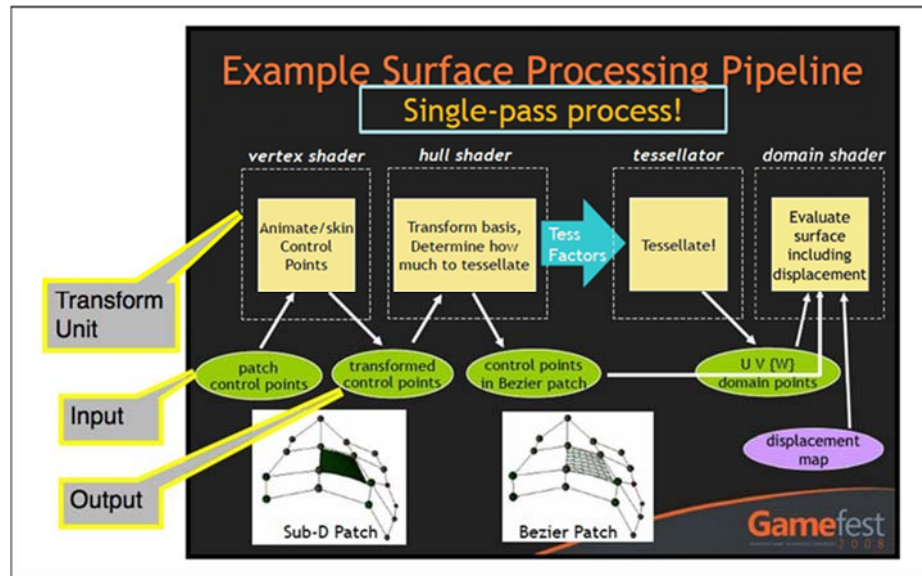 Example Surface Processing Pipeline
Single-pass process!
vertex shader
hull shader
tessellator
domain shader
Animate/skin
Control
Points
Transform basis,
Determine how
much to tessellate
Tess
Factors
Tessellate!
Evaluate
surface
including
displacement
Transform
Unit
patch
control points
transformed
control points
control points
in Bezier patch
U V {W}
domain points
Input
displacement
map
Output
Sub-D Patch
Bezier Patch
Gamefest
2008